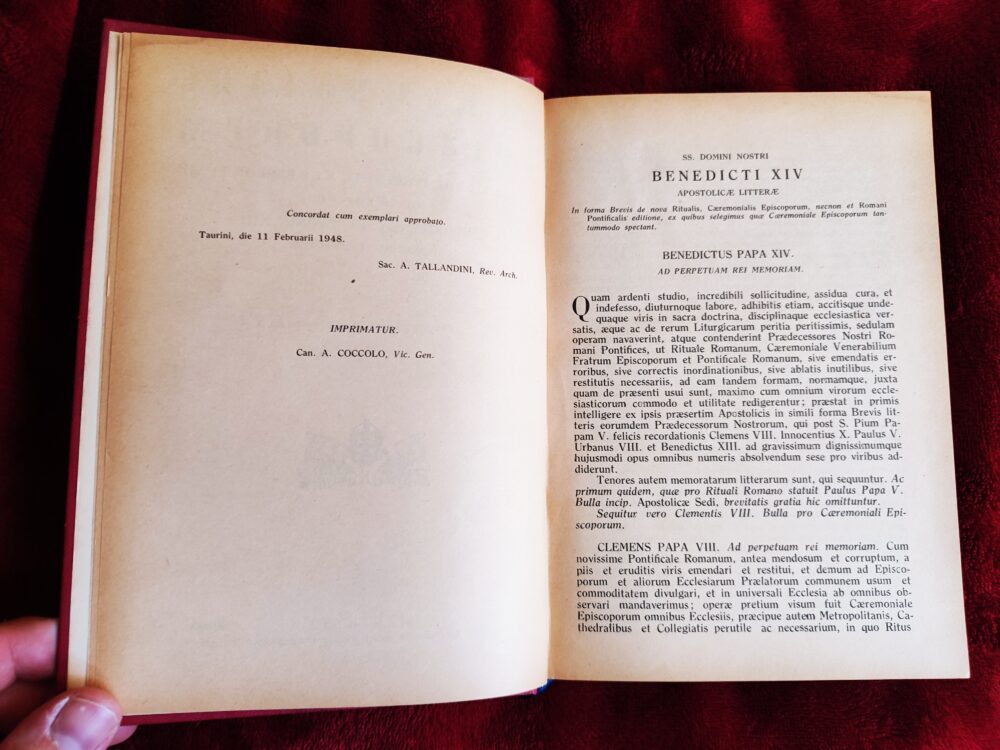 Concordat cum exemplari approbato.
Taurini, die 11 Februarii 1948.
Sac. A. TALLANDINI, Rev. Arch.
IMPRIMATUR.
Can. A. COCCOLO, Vic. Gen.
SS. DOMINI NOSTRI
BENEDICTI XIV
APOSTOLICÆ LITTERÆ
In forma Brevis de nova Ritualis, Cæremonialis Episcoporum, necnon et Romani
Pontificalis editione, ex quibus selegimus quæ Cæremoniale Episcoporum tan-
tummodo spectant.
BENEDICTUS PAPA XIV.
AD PERPETUAM REI MEMORIAM.
Quam ardenti studio, incredibili sollicitudine, assidua cura, et
indefesso, diuturnoque labore, adhibitis etiam, accitisque unde-
quaque viris in sacra doctrina, disciplinaque ecclesiastica ver-
satis, æque ac de rerum Liturgicarum peritia peritissimis, sedulam
operam navaverint, atque contenderint Prædecessores Nostri Ro-
mani Pontifices, ut Rituale Romanum, Cæremoniale Venerabilium
Fratrum Episcoporum et Pontificale Romanum, sive emendatis er-
roribus, sive correctis inordinationibus, sive ablatis inutilibus, sive
restitutis necessariis, ad eam tandem formam, normamque, juxta
quam de præsenti usui sunt, maximo cum omnium virorum eccle-
siasticorum commodo et utilitate redigerentur; præstat in primis
intelligere ex ipsis præsertim Apostolicis in simili forma Brevis lit-
teris eorumdem Prædecessorum Nostrorum, qui post S. Pium Pa-
pam V. felicis recordationis Clemens VIII. Innocentius X. Paulus V.
Urbanus VIII. et Benedictus XIII. ad gravissimum dignissimumque
hujusmodi opus omnibus numeris absolvendum sese pro viribus ad-
diderunt.
Tenores autem memoratarum litterarum sunt, qui sequuntur. Ac
primum quidem, quæ pro Rituali Romano statuit Paulus Papa V.
Bulla incip. Apostolicæ Sedi, brevitatis gratia hic omittuntur.
Sequitur vero Clementis VIII. Bulla pro Cæremoniali Epi-
scoporum.
CLEMENS PAPA VIII. Ad perpetuam rei memoriam. Cum
novissime Pontificale Romanum, antea mendosum et corruptum, a
piis et eruditis viris emendari et restitui, et demum ad Episco-
porum et aliorum Ecclesiarum Prælatorum communem usum et
commoditatem divulgari, et in universali Ecclesia ab omnibus ob-
servari mandaverimus; operæ pretium visum fuit Cæremoniale
Episcoporum omnibus Ecclesiis, præcipue autem Metropolitanis, Ca-
thedralibus et Collegiatis perutile ac necessarium, in quo Ritus